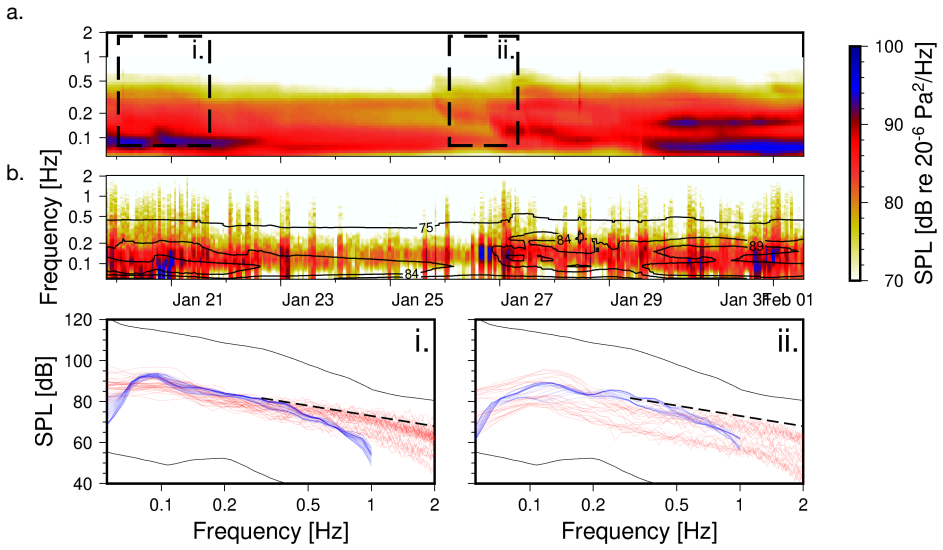 a.
2
1
0.5
0.2
0.1
i.
ii.
b.
2
1
0.5
0.2
0.1
Frequency [Hz]
75
84
84
89
Jan 21
Jan 23
Jan 25
Jan 27
Jan 29
Jan 31
Feb 01
100
90
80
70
SPL [dB re 20⁻⁶ Pa²/Hz]
120
100
80
60
40
SPL [dB]
i.
0.1
0.2
0.5
1
2
Frequency [Hz]
ii.
0.1
0.2
0.5
1
2
Frequency [Hz]